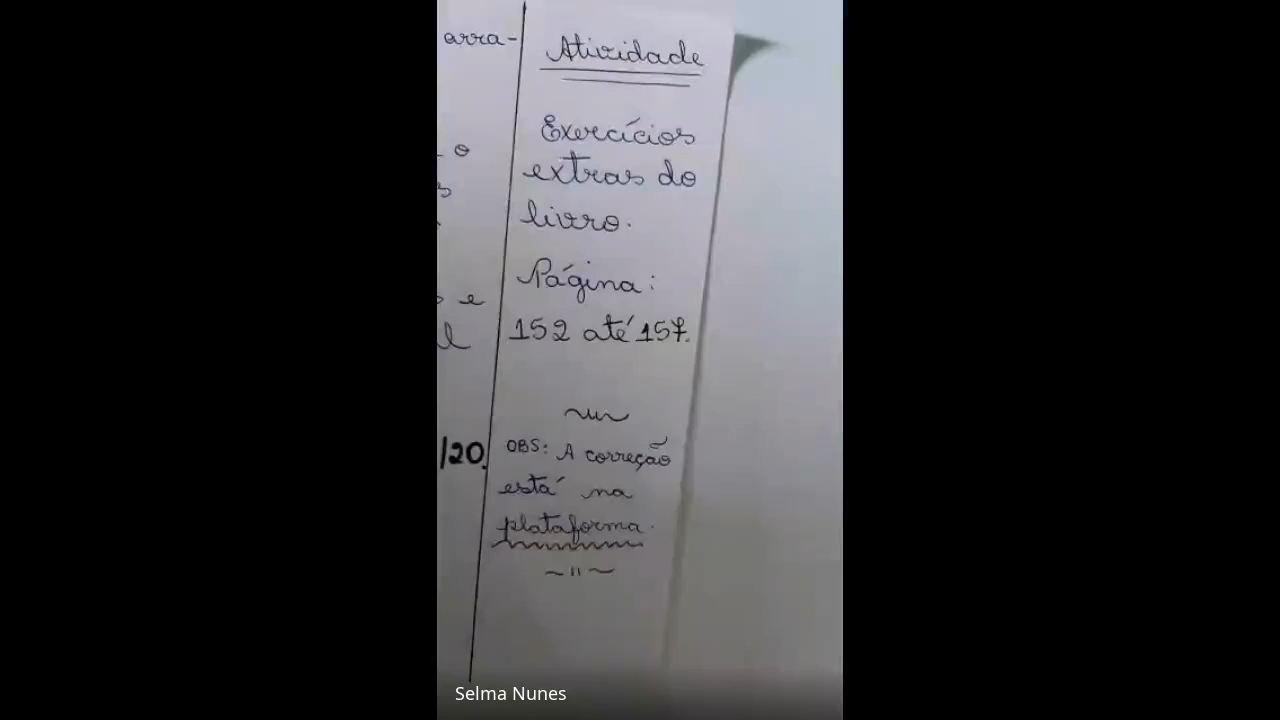 arra-
o
s
e
l
/20.
Atividade
Exercícios
extras do
livro.
Página:
152 até 157.
OBS: A correção
está na
plataforma.
~ " ~
Selma Nunes